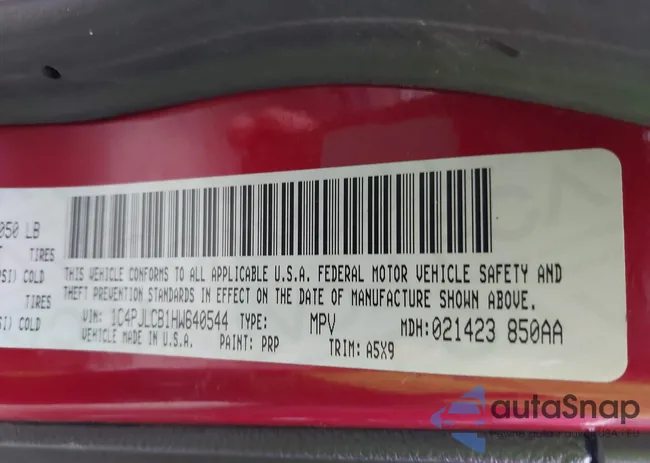 050 LB
TIRES
SI) COLD
TIRES
SI) COLD
THIS VEHICLE CONFORMS TO ALL APPLICABLE U.S.A. FEDERAL MOTOR VEHICLE SAFETY AND
THEFT PREVENTION STANDARDS IN EFFECT ON THE DATE OF MANUFACTURE SHOWN ABOVE.
VIN: 1C4PJLCB1HW640544 TYPE: MPV MDH:021423 850AA
VEHICLE MADE IN U.S.A. PAINT: PRP TRIM: A5X9
autaSnap